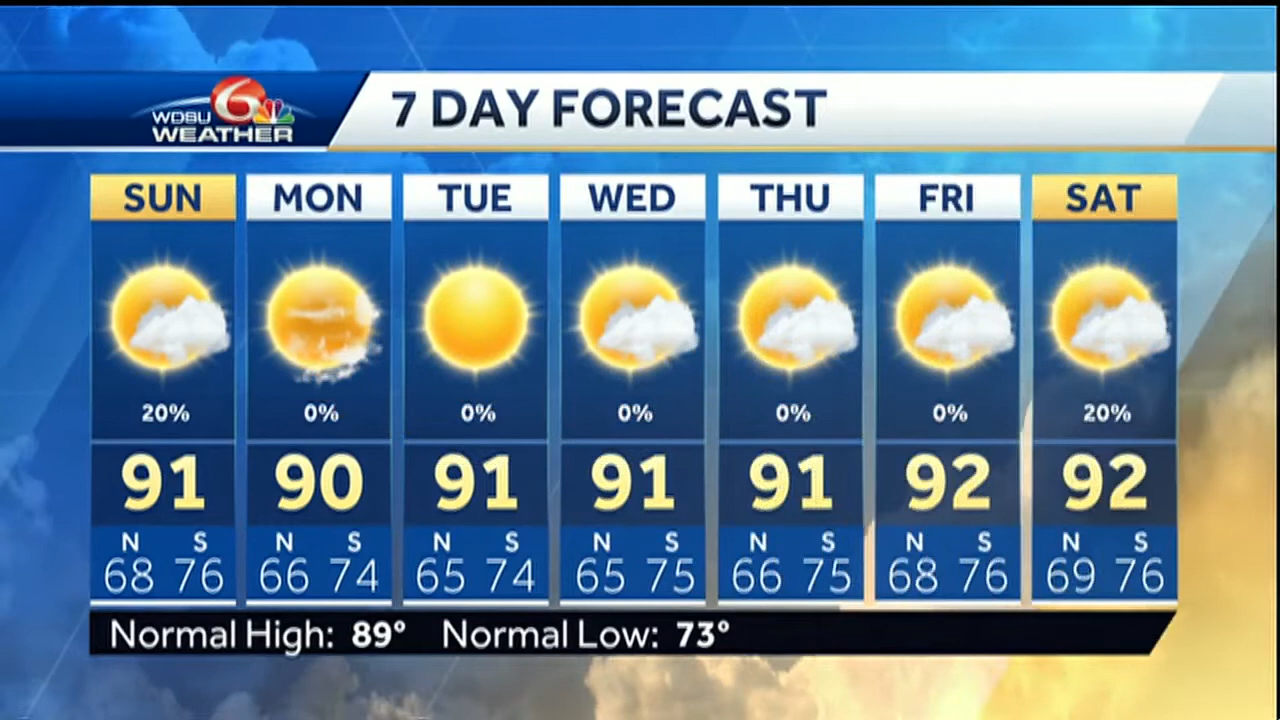 WDSU 6
WEATHER
7 DAY FORECAST
SUN MON TUE WED THU FRI SAT
20% 0% 0% 0% 0% 0% 20%
91 90 91 91 91 92 92
N S N S N S N S N S N S N S
68 76 66 74 65 74 65 75 66 75 68 76 69 76
Normal High: 89° Normal Low: 73°